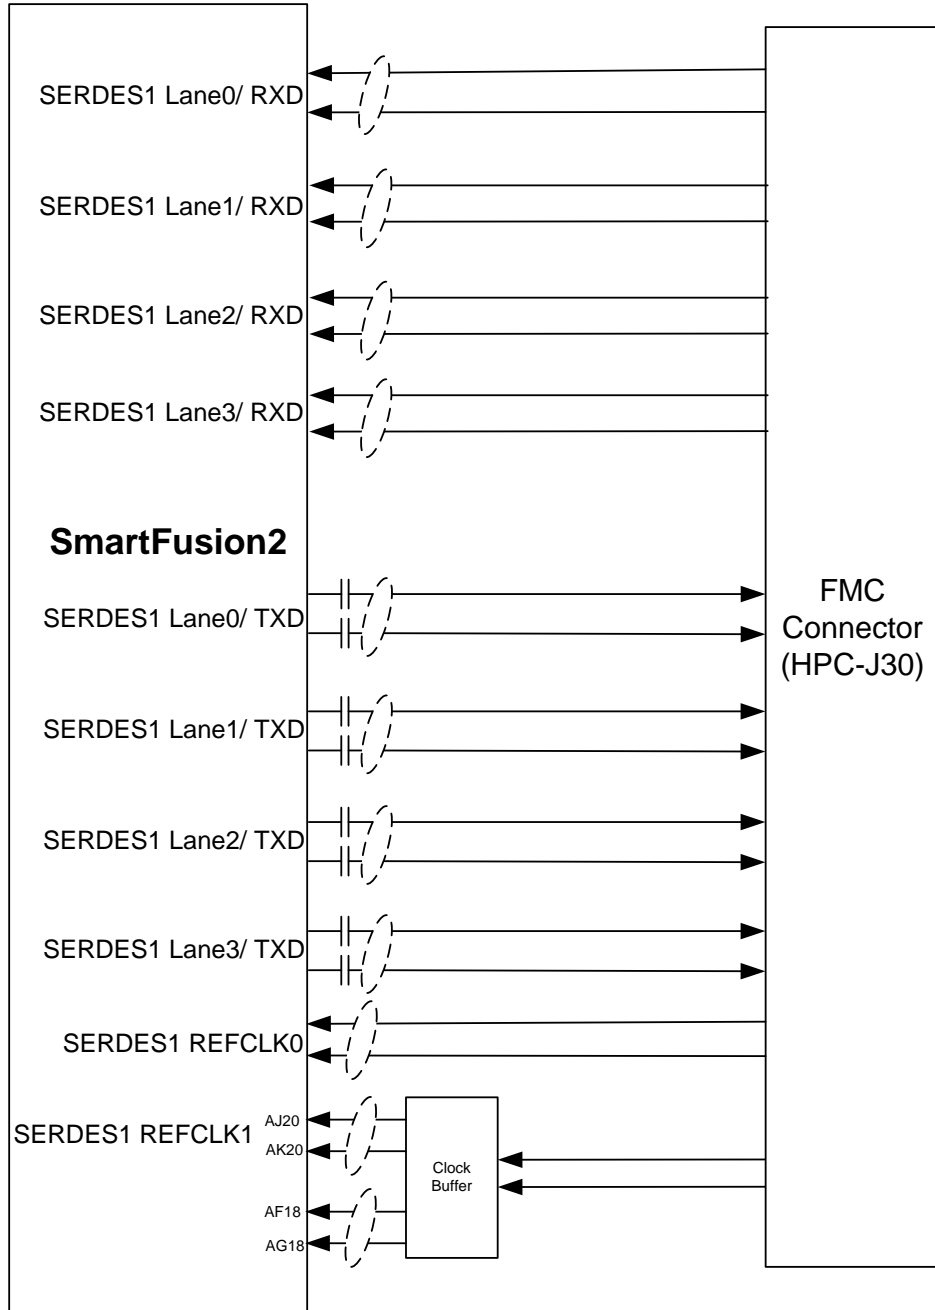 SERDES1 Lane0/ RXD
SERDES1 Lane1/ RXD
SERDES1 Lane2/ RXD
SERDES1 Lane3/ RXD
SmartFusion2
SERDES1 Lane0/ TXD
FMC
Connector
(HPC-J30)
SERDES1 Lane1/ TXD
SERDES1 Lane2/ TXD
SERDES1 Lane3/ TXD
SERDES1 REFCLK0
SERDES1 REFCLK1
AJ20
AK20
Clock
Buffer
AF18
AG18